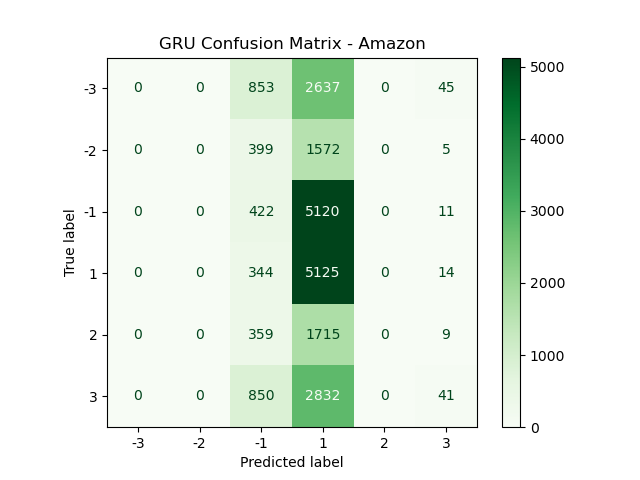 GRU Confusion Matrix - Amazon
True label
-3 0 0 853 2637 0 45
-2 0 0 399 1572 0 5
-1 0 0 422 5120 0 11
1 0 0 344 5125 0 14
2 0 0 359 1715 0 9
3 0 0 850 2832 0 41
-3 -2 -1 1 2 3
Predicted label
5000
4000
3000
2000
1000
0